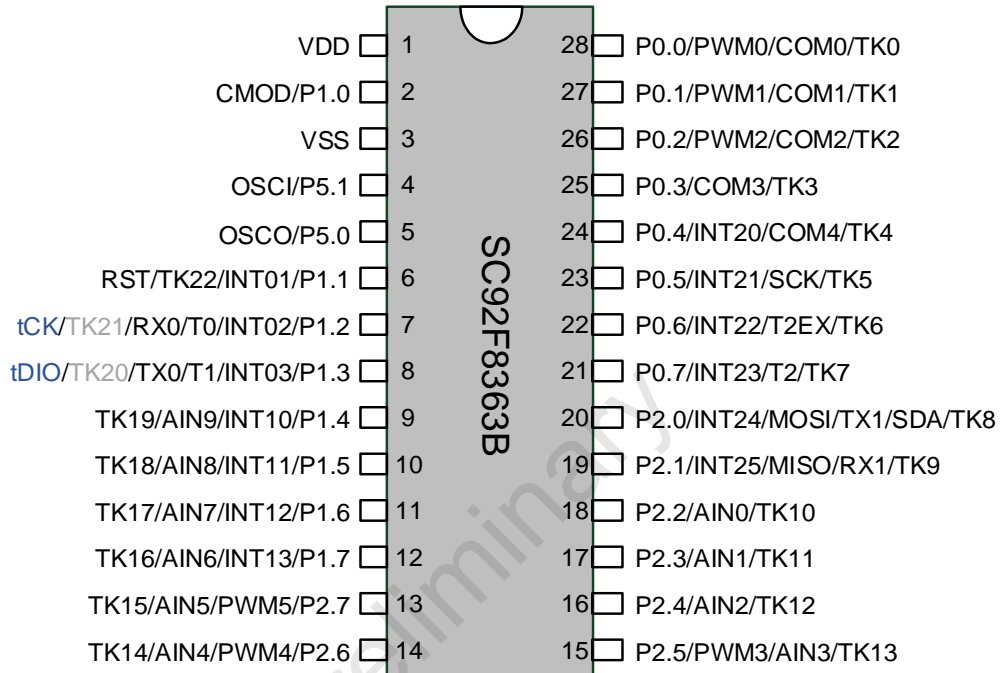 VDD 1 28 P0.0/PWM0/COM0/TK0
CMOD/P1.0 2 27 P0.1/PWM1/COM1/TK1
VSS 3 26 P0.2/PWM2/COM2/TK2
OSCI/P5.1 4 25 P0.3/COM3/TK3
OSCO/P5.0 5 24 P0.4/INT20/COM4/TK4
RST/TK22/INT01/P1.1 6 23 P0.5/INT21/SCK/TK5
tCK/TK21/RX0/T0/INT02/P1.2 7 22 P0.6/INT22/T2EX/TK6
tDIO/TK20/TX0/T1/INT03/P1.3 8 21 P0.7/INT23/T2/TK7
TK19/AIN9/INT10/P1.4 9 20 P2.0/INT24/MOSI/TX1/SDA/TK8
TK18/AIN8/INT11/P1.5 10 19 P2.1/INT25/MISO/RX1/TK9
TK17/AIN7/INT12/P1.6 11 18 P2.2/AIN0/TK10
TK16/AIN6/INT13/P1.7 12 17 P2.3/AIN1/TK11
TK15/AIN5/PWM5/P2.7 13 16 P2.4/AIN2/TK12
TK14/AIN4/PWM4/P2.6 14 15 P2.5/PWM3/AIN3/TK13
SC92F8363B